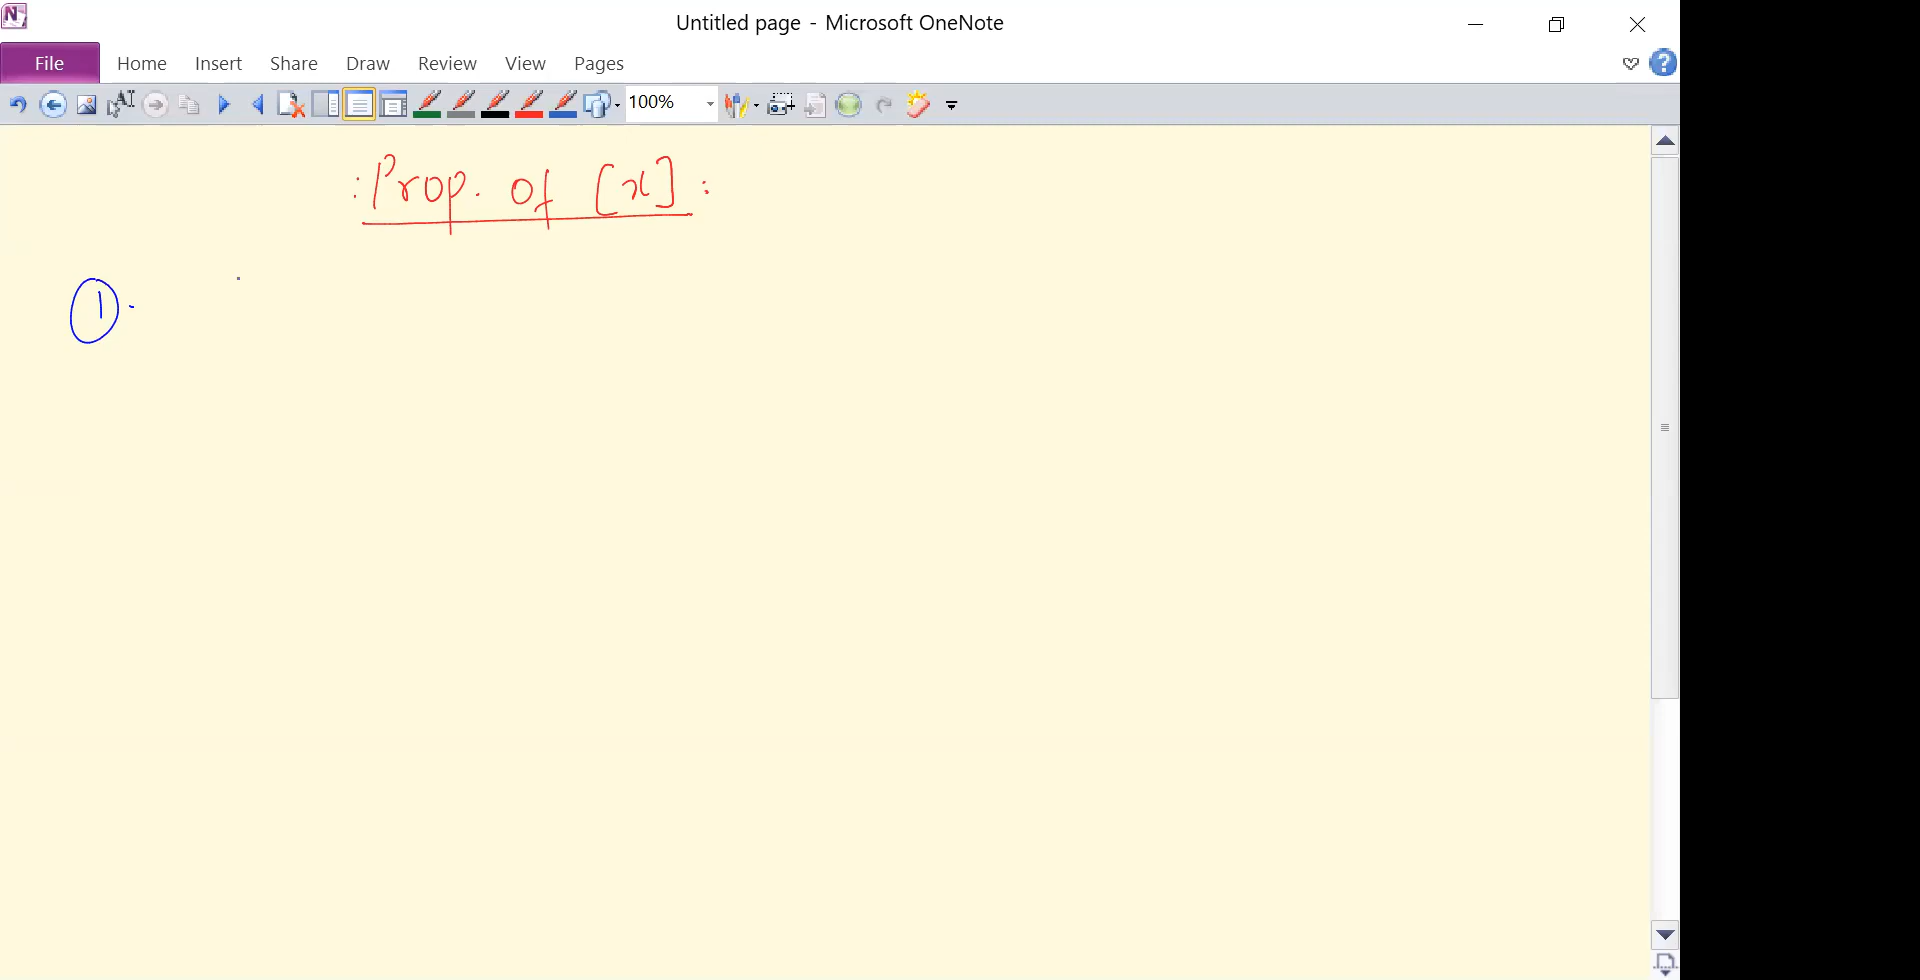 Untitled page - Microsoft OneNote
File Home Insert Share Draw Review View Pages
100%
: Prop. of [x] :
①.